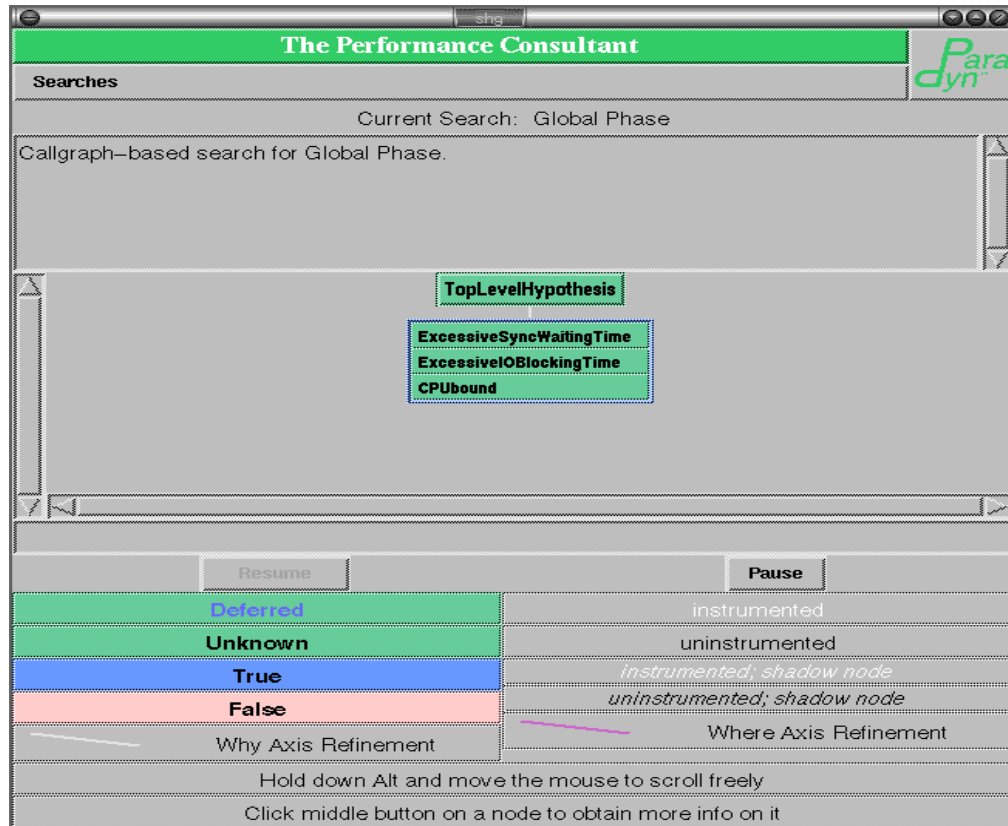 shg
The Performance Consultant
Para
dyn™
Searches
Current Search: Global Phase
Callgraph–based search for Global Phase.
TopLevelHypothesis
ExcessiveSyncWaitingTime
ExcessiveIOBlockingTime
CPUbound
Resume
Pause
Deferred
instrumented
Unknown
uninstrumented
True
instrumented; shadow node
False
uninstrumented; shadow node
Why Axis Refinement
Where Axis Refinement
Hold down Alt and move the mouse to scroll freely
Click middle button on a node to obtain more info on it